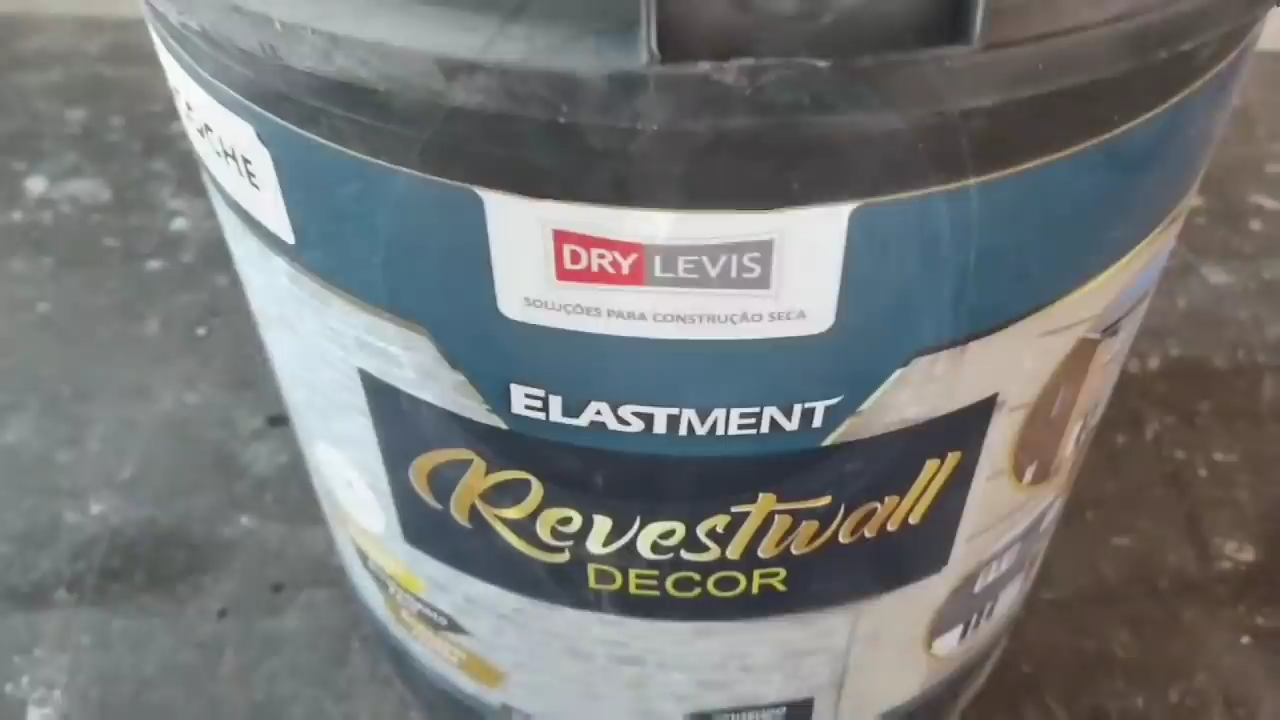 DRY LEVIS
SOLUÇÕES PARA CONSTRUÇÃO SECA
ELASTMENT
Revestwall
DECOR